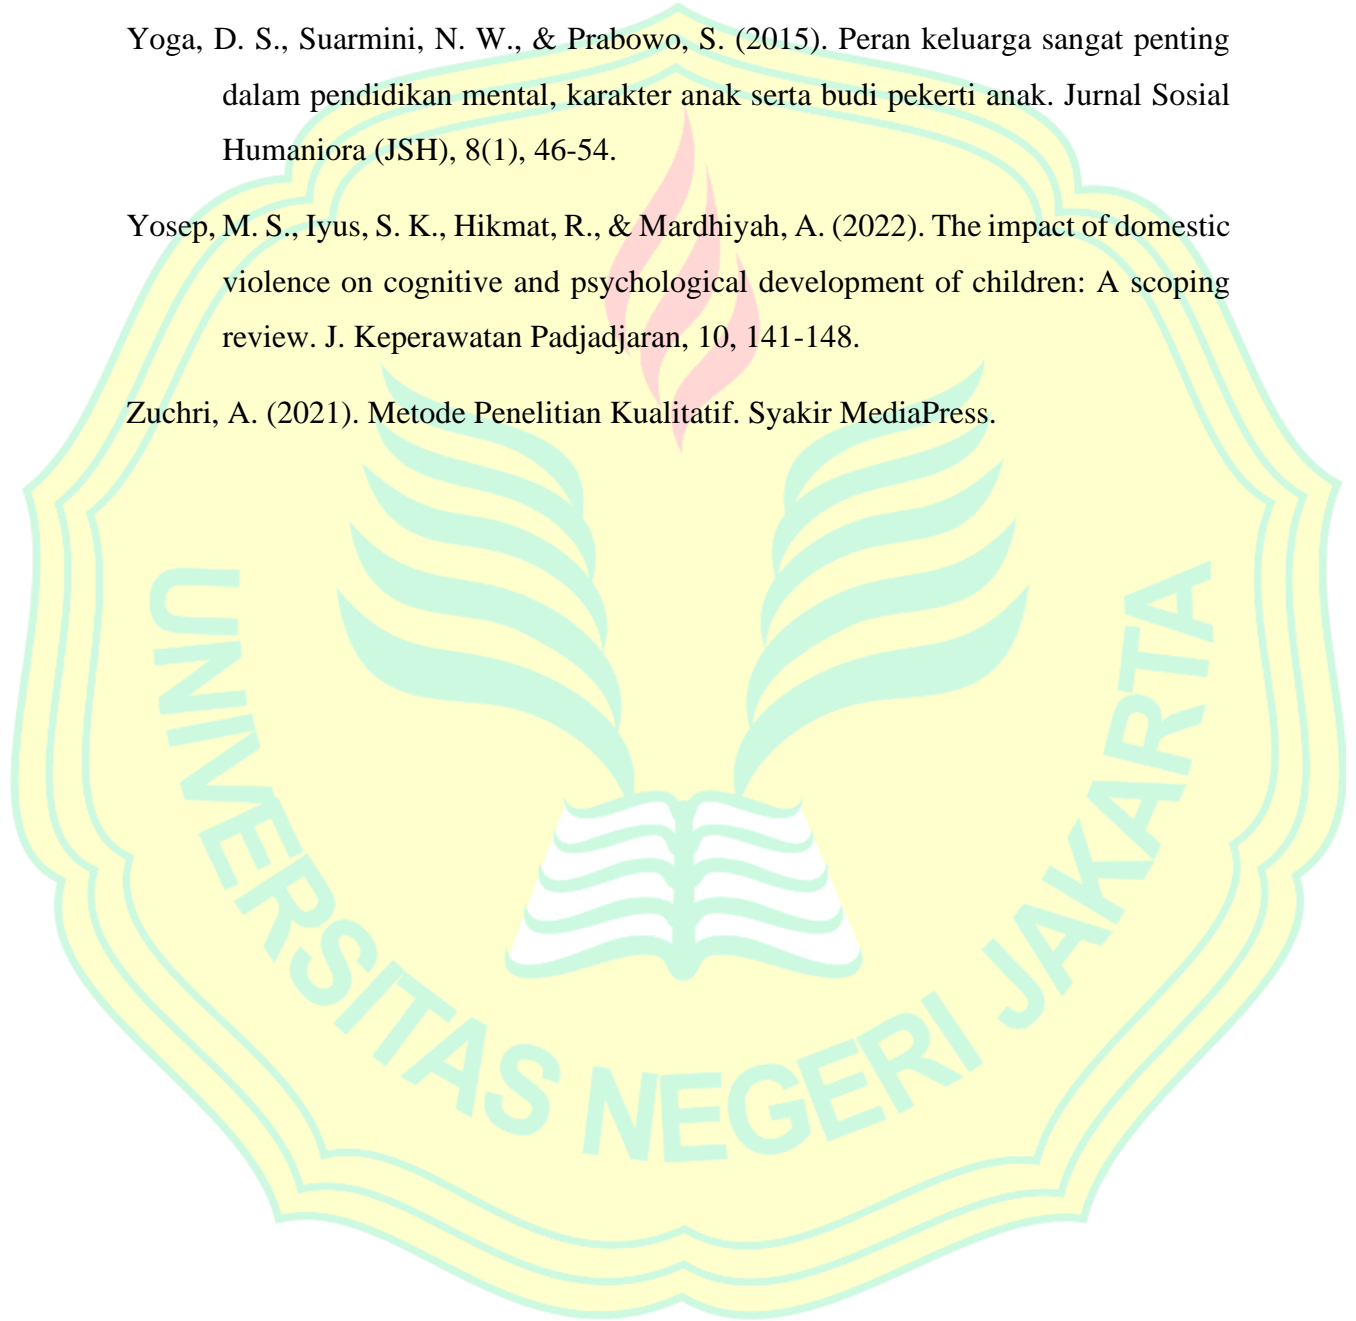 Yoga, D. S., Suarmini, N. W., & Prabowo, S. (2015). Peran keluarga sangat penting
dalam pendidikan mental, karakter anak serta budi pekerti anak. Jurnal Sosial
Humaniora (JSH), 8(1), 46-54.
Yosep, M. S., Iyus, S. K., Hikmat, R., & Mardhiyah, A. (2022). The impact of domestic
violence on cognitive and psychological development of children: A scoping
review. J. Keperawatan Padjadjaran, 10, 141-148.
Zuchri, A. (2021). Metode Penelitian Kualitatif. Syakir MediaPress.
UNIVERSITAS NEGERI JAKARTA